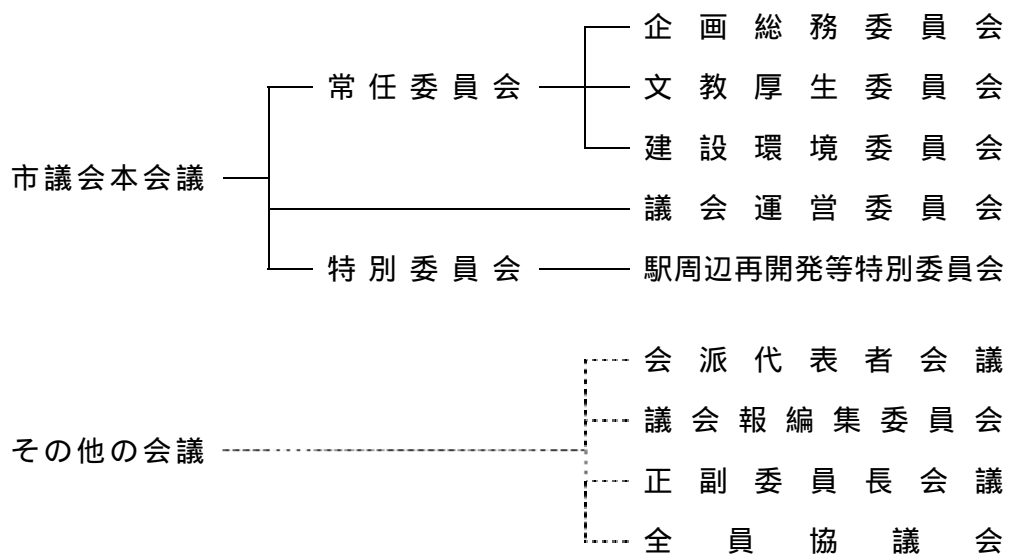 企画総務委員会
常任委員会
文教厚生委員会
建設環境委員会
市議会本会議
議会運営委員会
特別委員会
駅周辺再開発等特別委員会
会派代表者会議
議会報編集委員会
その他の会議
正副委員長会議
全員協議会